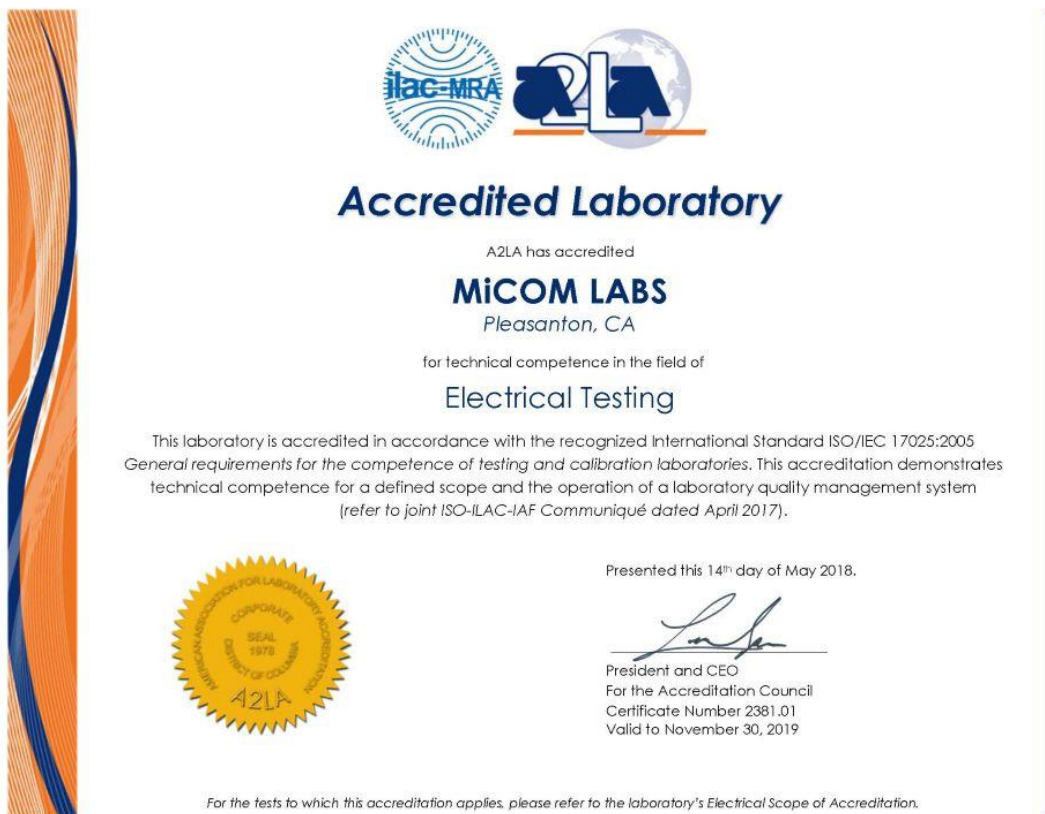 ilac-MRA
A2LA
Accredited Laboratory
A2LA has accredited
MiCOM LABS
Pleasanton, CA
for technical competence in the field of
Electrical Testing
This laboratory is accredited in accordance with the recognized International Standard ISO/IEC 17025:2005
General requirements for the competence of testing and calibration laboratories. This accreditation demonstrates
technical competence for a defined scope and the operation of a laboratory quality management system
(refer to joint ISO-ILAC-IAF Communiqué dated April 2017).
AMERICAN ASSOCIATION FOR LABORATORY ACCREDITATION
CORPORATE
SEAL
1978
DISTRICT OF COLUMBIA
A2LA
Presented this 14th day of May 2018.
President and CEO
For the Accreditation Council
Certificate Number 2381.01
Valid to November 30, 2019
For the tests to which this accreditation applies, please refer to the laboratory's Electrical Scope of Accreditation.